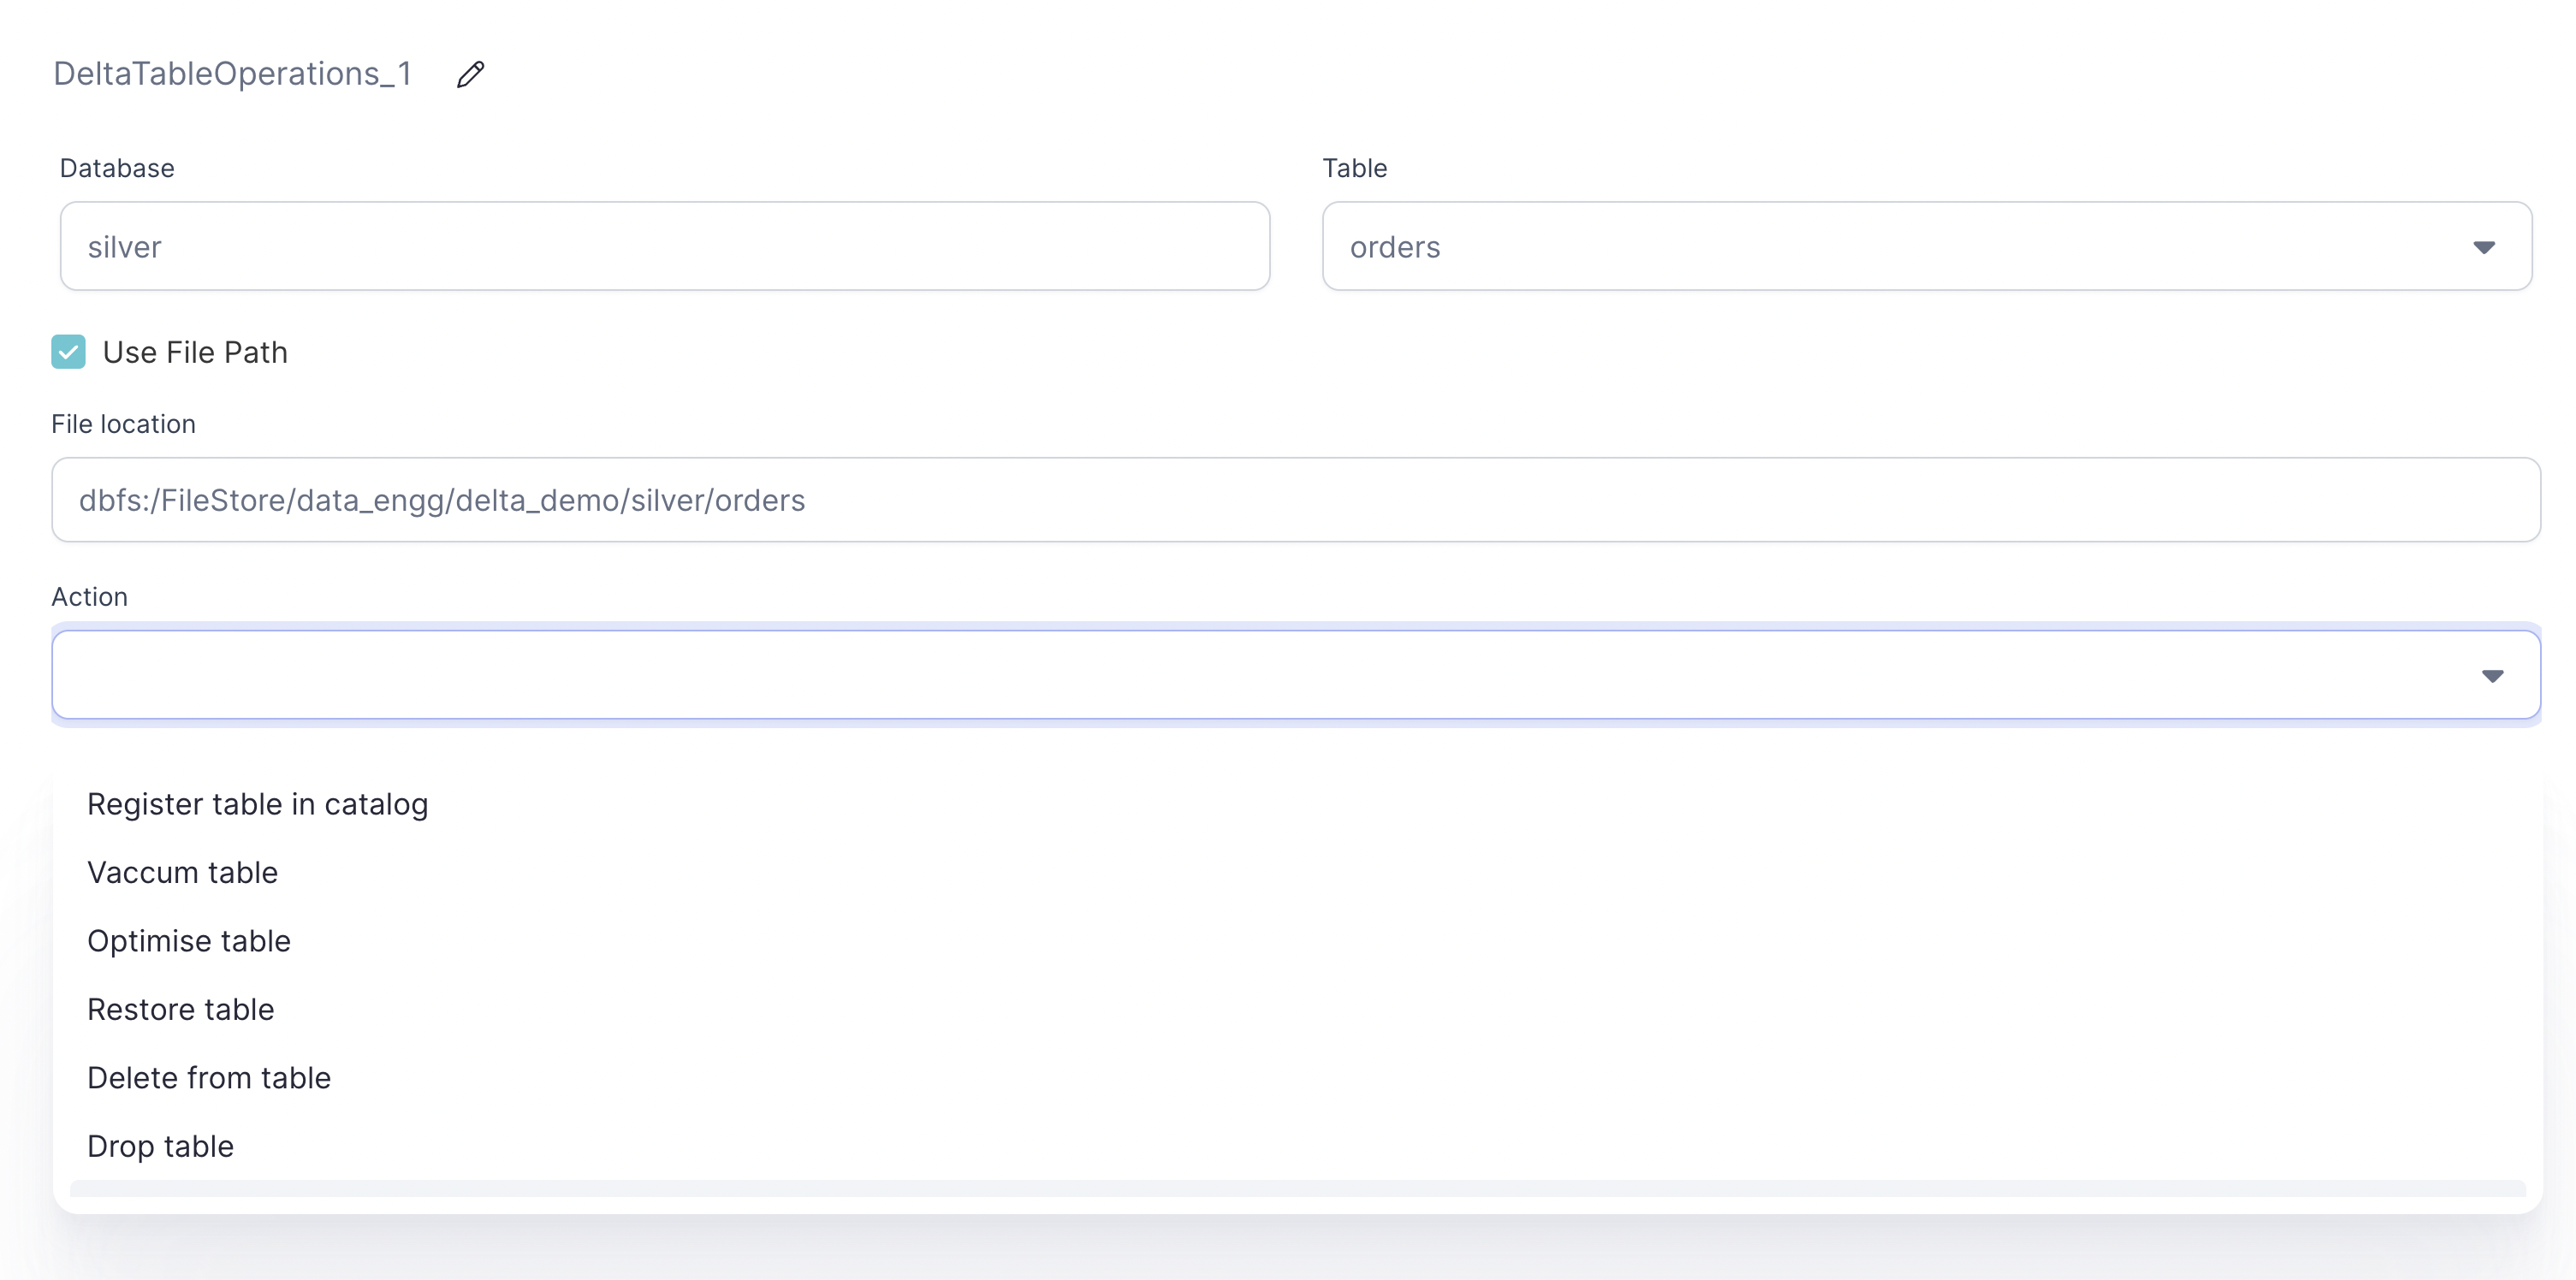 DeltaTableOperations_1
Database
Table
silver
orders
Use File Path
File location
dbfs:/FileStore/data_engg/delta_demo/silver/orders
Action
Register table in catalog
Vaccum table
Optimise table
Restore table
Delete from table
Drop table